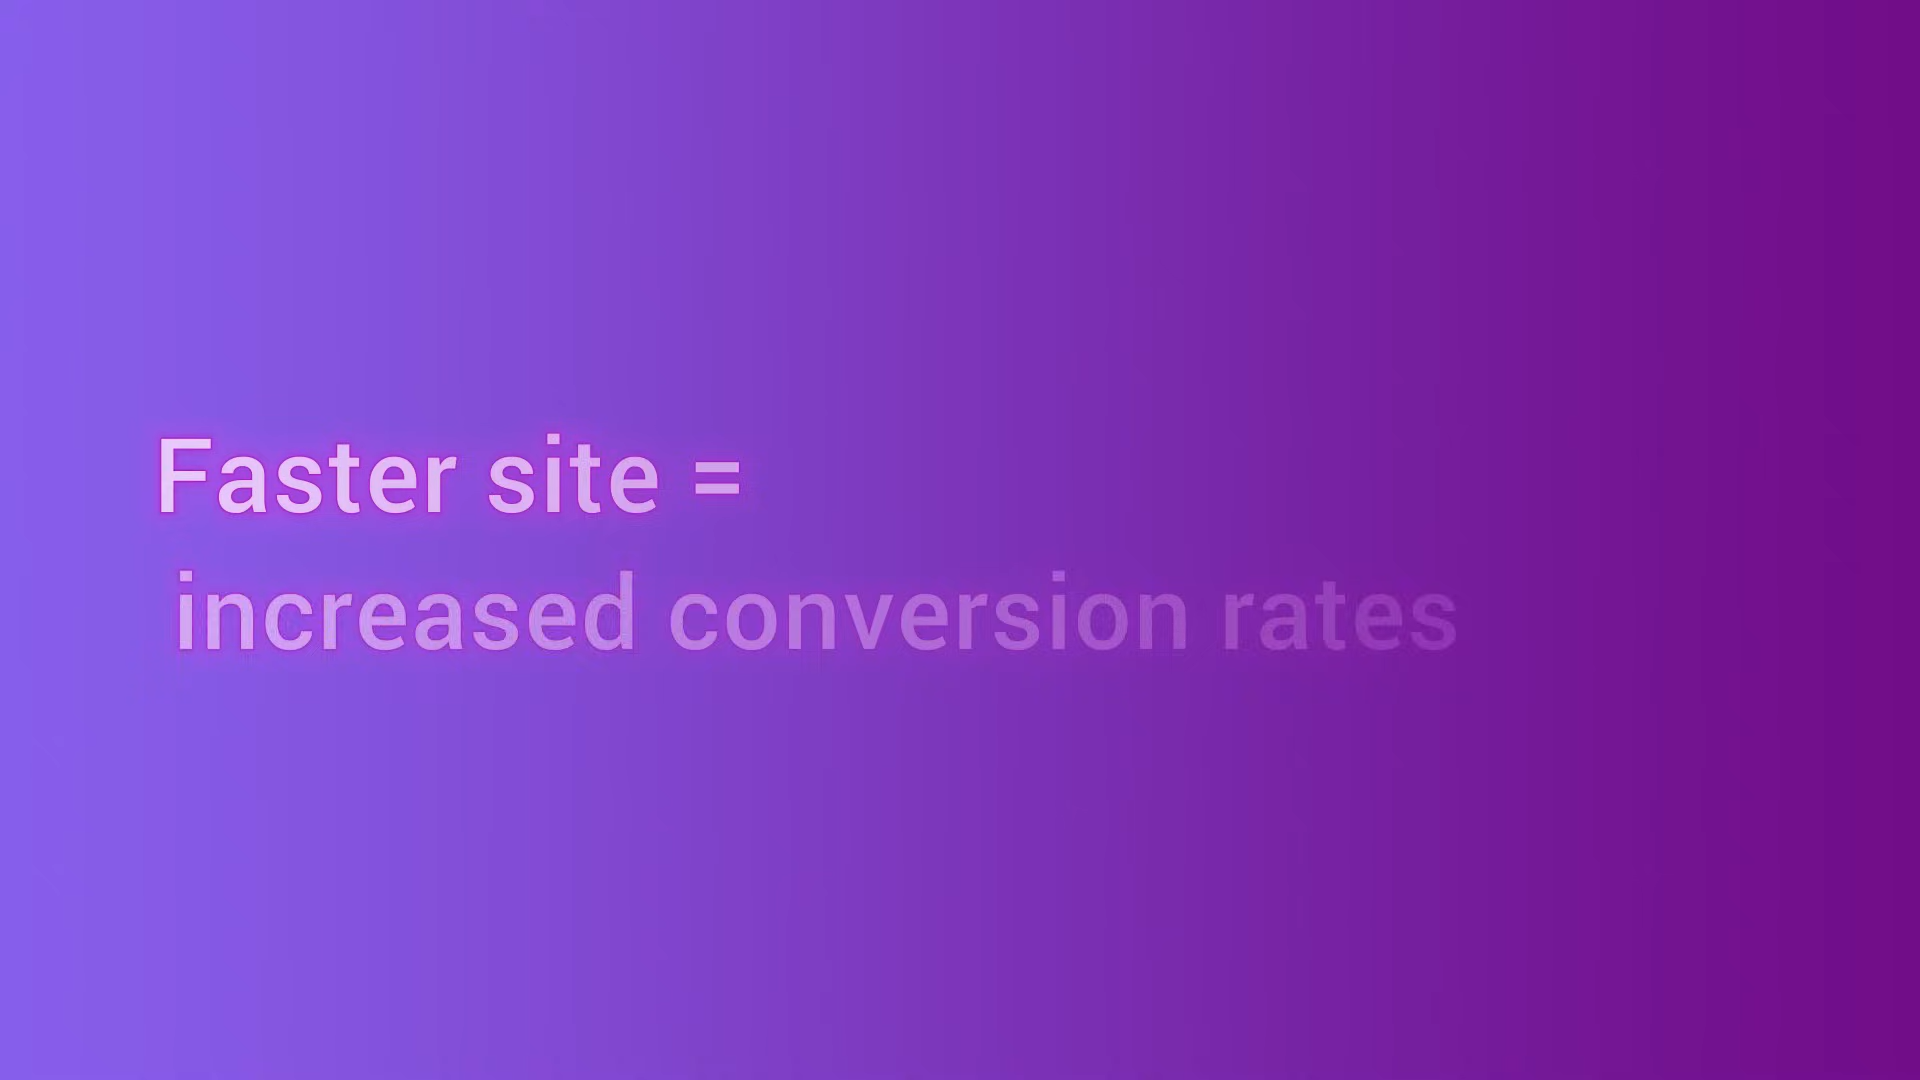 Faster site =
increased conversion rates